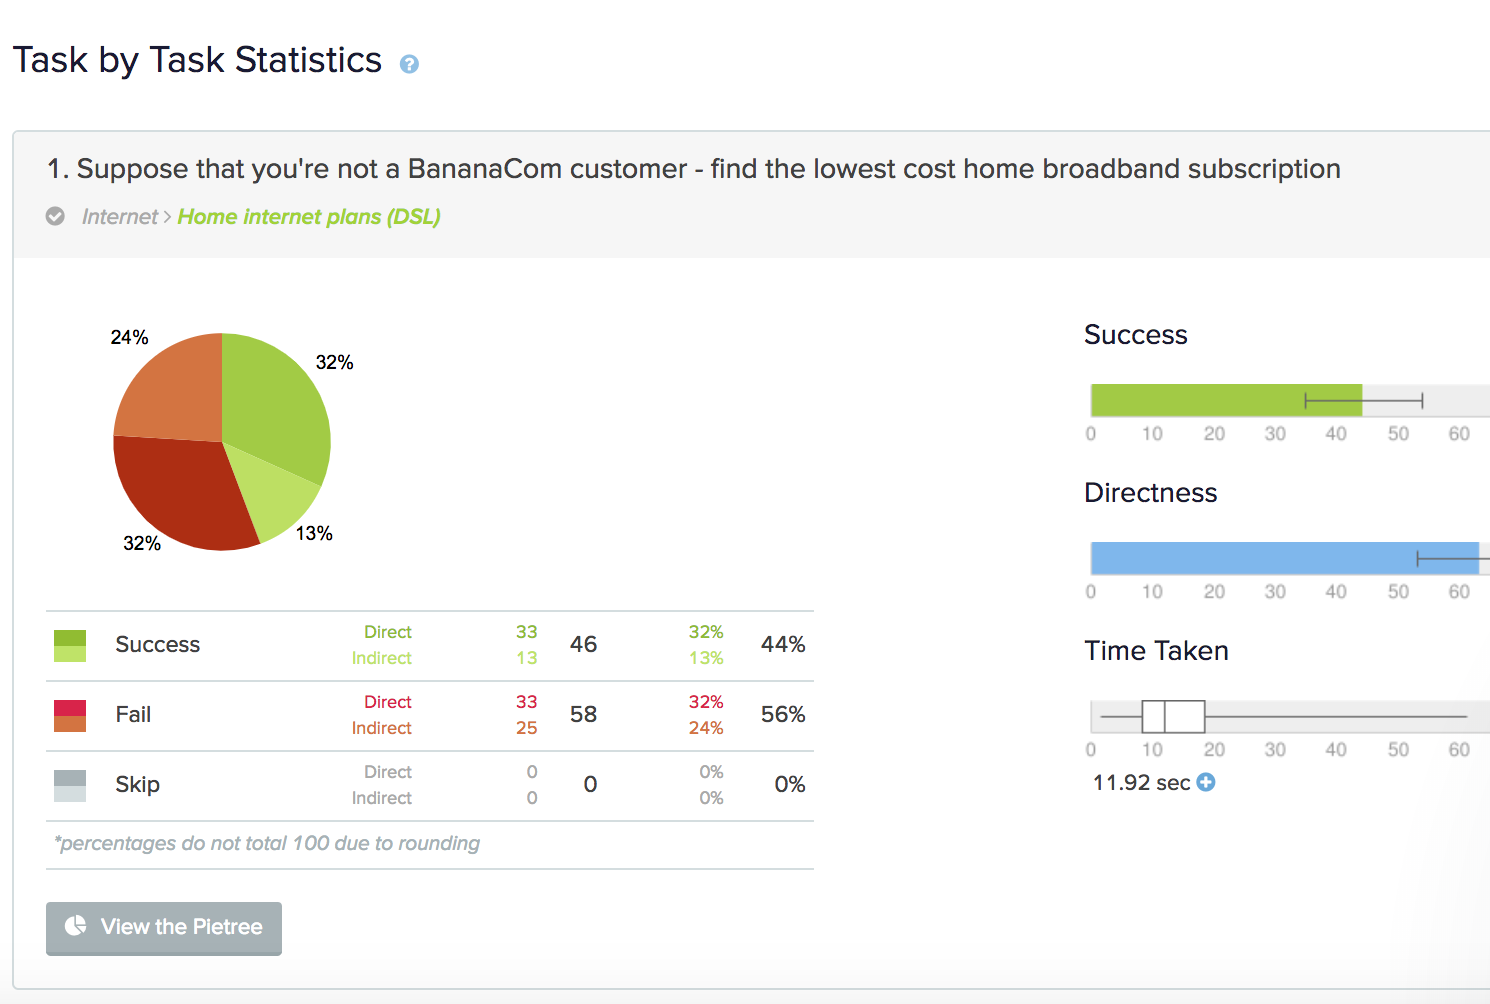 Task by Task Statistics ?
1. Suppose that you're not a BananaCom customer - find the lowest cost home broadband subscription
Internet > Home internet plans (DSL)
24%
32%
32%
13%
Success Direct 33 46 32% 44%
Indirect 13 13%
Fail Direct 33 58 32% 56%
Indirect 25 24%
Skip Direct 0 0 0% 0%
Indirect 0 0%
*percentages do not total 100 due to rounding
View the Pietree
Success
0 10 20 30 40 50 60
Directness
0 10 20 30 40 50 60
Time Taken
0 10 20 30 40 50 60
11.92 sec